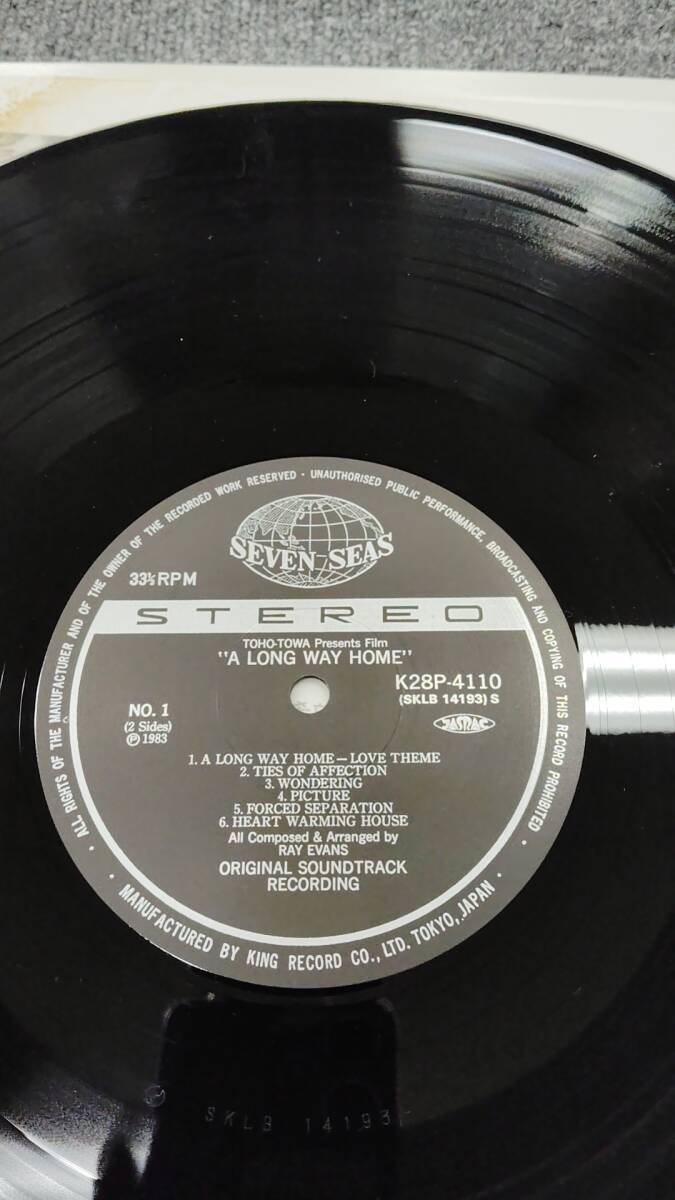 · ALL RIGHTS OF THE MANUFACTURER AND OF THE OWNER OF THE RECORDED WORK RESERVED · UNAUTHORISED PUBLIC PERFORMANCE, BROADCASTING AND COPYING OF THIS RECORD PROHIBITED ·
SEVEN SEAS
33⅓RPM
STEREO
TOHO-TOWA Presents Film
"A LONG WAY HOME"
K28P-4110
(SKLB 14193) S
NO. 1
(2 Sides)
Ⓟ 1983
JASRAC
1. A LONG WAY HOME—LOVE THEME
2. TIES OF AFFECTION
3. WONDERING
4. PICTURE
5. FORCED SEPARATION
6. HEART WARMING HOUSE
All Composed & Arranged by
RAY EVANS
ORIGINAL SOUNDTRACK
RECORDING
· MANUFACTURED BY KING RECORD CO., LTD. TOKYO, JAPAN ·
SKLB 14193